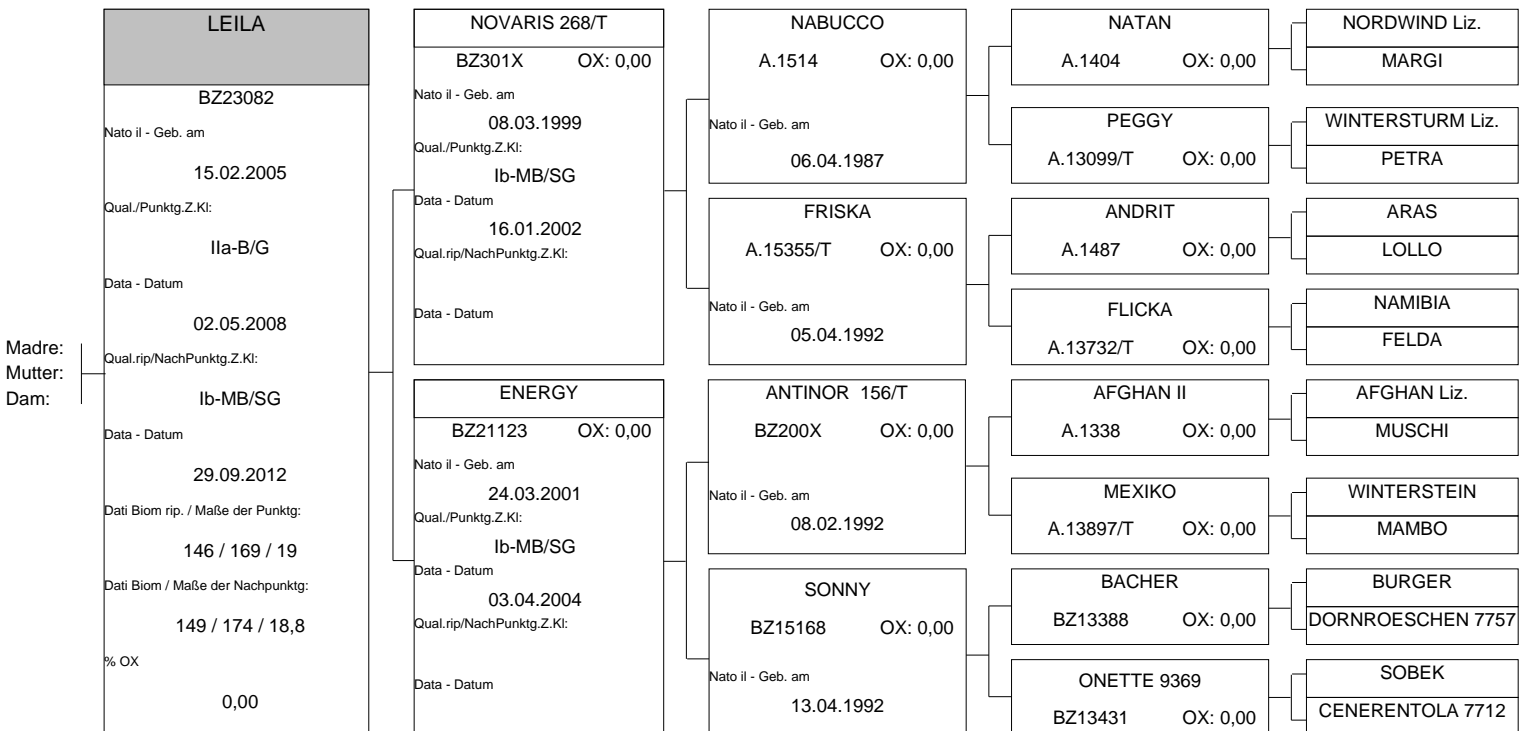 Madre:
Mutter:
Dam:
LEILA
BZ23082
Nato il - Geb. am
15.02.2005
Qual./Punktg.Z.Kl:
IIa-B/G
Data - Datum
02.05.2008
Qual.rip/NachPunktg.Z.Kl:
Ib-MB/SG
Data - Datum
29.09.2012
Dati Biom rip. / Maße der Punktg:
146 / 169 / 19
Dati Biom / Maße der Nachpunktg:
149 / 174 / 18,8
% OX
0,00
NOVARIS 268/T
BZ301X OX: 0,00
Nato il - Geb. am
08.03.1999
Qual./Punktg.Z.Kl:
Ib-MB/SG
Data - Datum
16.01.2002
Qual.rip/NachPunktg.Z.Kl:
Data - Datum
ENERGY
BZ21123 OX: 0,00
Nato il - Geb. am
24.03.2001
Qual./Punktg.Z.Kl:
Ib-MB/SG
Data - Datum
03.04.2004
Qual.rip/NachPunktg.Z.Kl:
Data - Datum
NABUCCO
A.1514 OX: 0,00
Nato il - Geb. am
06.04.1987
FRISKA
A.15355/T OX: 0,00
Nato il - Geb. am
05.04.1992
ANTINOR 156/T
BZ200X OX: 0,00
Nato il - Geb. am
08.02.1992
SONNY
BZ15168 OX: 0,00
Nato il - Geb. am
13.04.1992
NATAN
A.1404 OX: 0,00
PEGGY
A.13099/T OX: 0,00
ANDRIT
A.1487 OX: 0,00
FLICKA
A.13732/T OX: 0,00
AFGHAN II
A.1338 OX: 0,00
MEXIKO
A.13897/T OX: 0,00
BACHER
BZ13388 OX: 0,00
ONETTE 9369
BZ13431 OX: 0,00
NORDWIND Liz.
MARGI
WINTERSTURM Liz.
PETRA
ARAS
LOLLO
NAMIBIA
FELDA
AFGHAN Liz.
MUSCHI
WINTERSTEIN
MAMBO
BURGER
DORNROESCHEN 7757
SOBEK
CENERENTOLA 7712